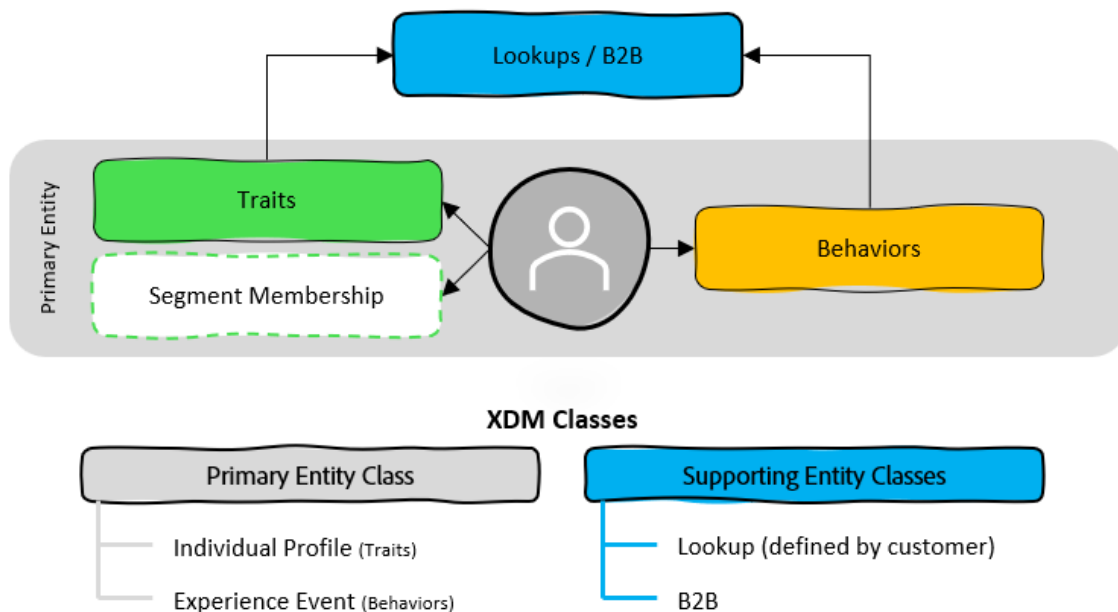 Lookups / B2B
Primary Entity
Traits
Segment Membership
Behaviors
XDM Classes
Primary Entity Class
Individual Profile (Traits)
Experience Event (Behaviors)
Supporting Entity Classes
Lookup (defined by customer)
B2B